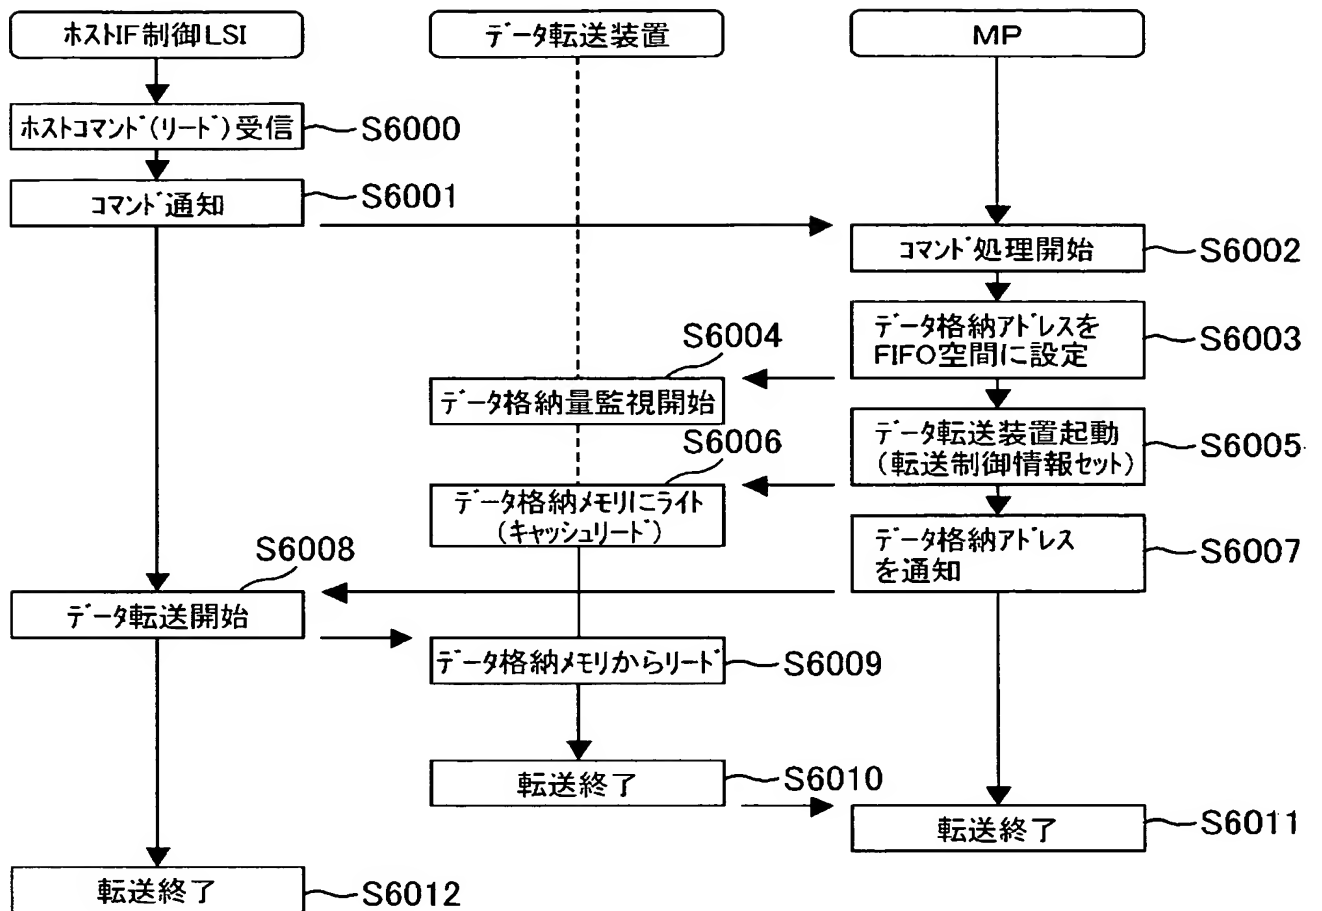 ホストIF制御LSI
データ転送装置
MP
ホストコマンド(リード)受信
S6000
コマンド通知
S6001
コマンド処理開始
S6002
データ格納アドレスを
FIFO空間に設定
S6003
S6004
データ格納量監視開始
データ転送装置起動
(転送制御情報セット)
S6005
S6006
データ格納メモリにライト
(キャッシュリード)
データ格納アドレス
を通知
S6007
S6008
データ転送開始
データ格納メモリからリード
S6009
転送終了
S6010
転送終了
S6011
転送終了
S6012